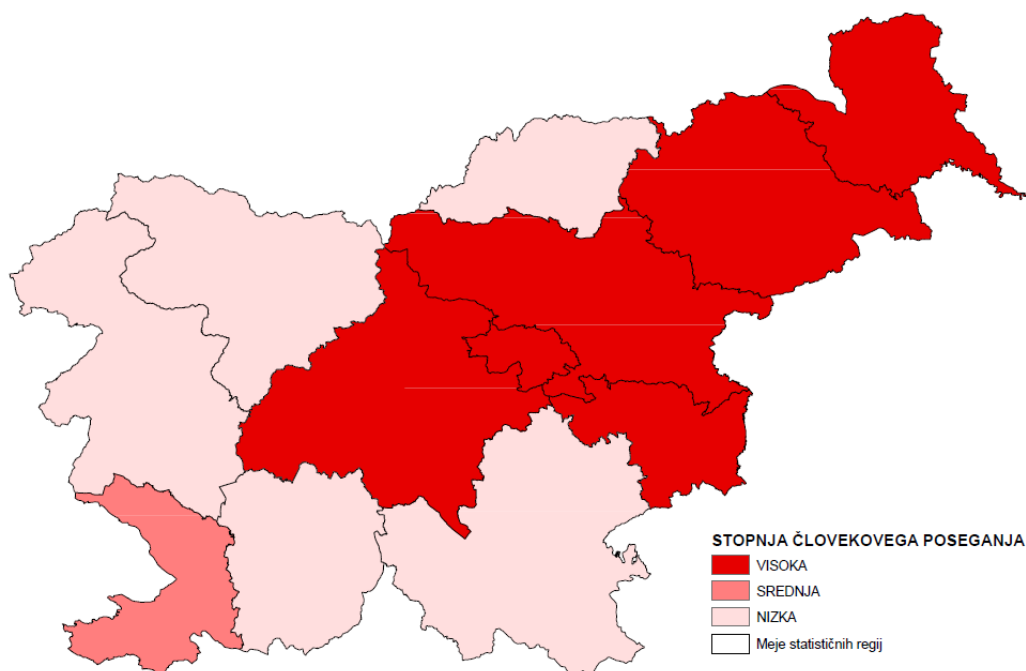 STOPNJA ČLOVEKOVEGA POSEGANJA
VISOKA
SREDNJA
NIZKA
Meje statističnih regij